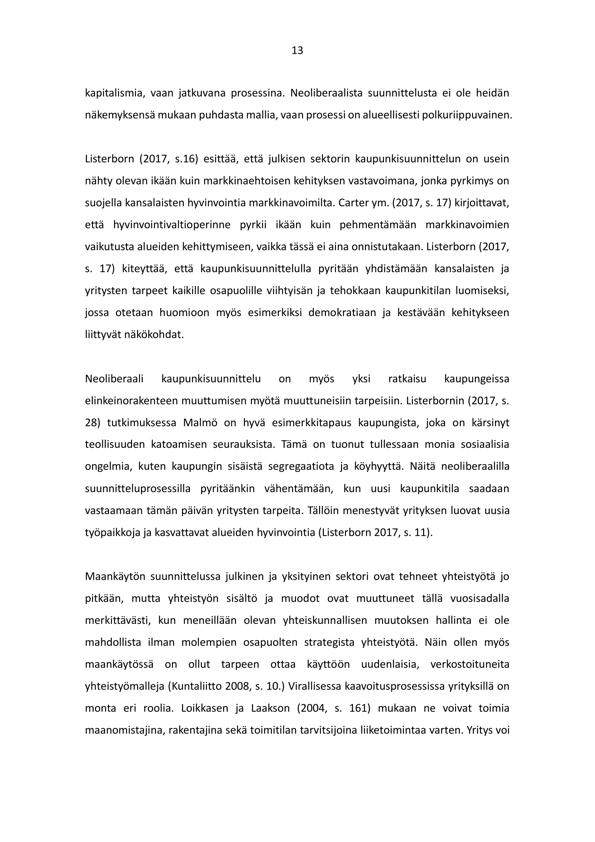 13
kapitalismia, vaan jatkuvana prosessina. Neoliberaalista suunnittelusta ei ole heidän
näkemyksensä mukaan puhdasta mallia, vaan prosessi on alueellisesti polkuriippuvainen.
Listerborn (2017, s.16) esittää, että julkisen sektorin kaupunkisuunnittelun on usein
nähty olevan ikään kuin markkinaehtoisen kehityksen vastavoimana, jonka pyrkimys on
suojella kansalaisten hyvinvointia markkinavoimilta. Carter ym. (2017, s. 17) kirjoittavat,
että hyvinvointivaltioperinne pyrkii ikään kuin pehmentämään markkinavoimien
vaikutusta alueiden kehittymiseen, vaikka tässä ei aina onnistutakaan. Listerborn (2017,
s. 17) kiteyttää, että kaupunkisuunnittelulla pyritään yhdistämään kansalaisten ja
yritysten tarpeet kaikille osapuolille viihtyisän ja tehokkaan kaupunkitilan luomiseksi,
jossa otetaan huomioon myös esimerkiksi demokratiaan ja kestävään kehitykseen
liittyvät näkökohdat.
Neoliberaali kaupunkisuunnittelu on myös yksi ratkaisu kaupungeissa
elinkeinorakenteen muuttumisen myötä muuttuneisiin tarpeisiin. Listerbornin (2017, s.
28) tutkimuksessa Malmö on hyvä esimerkkitapaus kaupungista, joka on kärsinyt
teollisuuden katoamisen seurauksista. Tämä on tuonut tullessaan monia sosiaalisia
ongelmia, kuten kaupungin sisäistä segregaatiota ja köyhyyttä. Näitä neoliberaalilla
suunnitteluprosessilla pyritäänkin vähentämään, kun uusi kaupunkitila saadaan
vastaamaan tämän päivän yritysten tarpeita. Tällöin menestyvät yrityksen luovat uusia
työpaikkoja ja kasvattavat alueiden hyvinvointia (Listerborn 2017, s. 11).
Maankäytön suunnittelussa julkinen ja yksityinen sektori ovat tehneet yhteistyötä jo
pitkään, mutta yhteistyön sisältö ja muodot ovat muuttuneet tällä vuosisadalla
merkittävästi, kun meneillään olevan yhteiskunnallisen muutoksen hallinta ei ole
mahdollista ilman molempien osapuolten strategista yhteistyötä. Näin ollen myös
maankäytössä on ollut tarpeen ottaa käyttöön uudenlaisia, verkostoituneita
yhteistyömalleja (Kuntaliitto 2008, s. 10.) Virallisessa kaavoitusprosessissa yrityksillä on
monta eri roolia. Loikkasen ja Laakson (2004, s. 161) mukaan ne voivat toimia
maanomistajina, rakentajina sekä toimitilan tarvitsijoina liiketoimintaa varten. Yritys voi